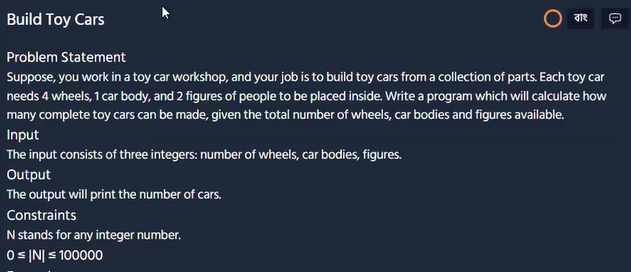 Build Toy Cars
বাং
Problem Statement
Suppose, you work in a toy car workshop, and your job is to build toy cars from a collection of parts. Each toy car
needs 4 wheels, 1 car body, and 2 figures of people to be placed inside. Write a program which will calculate how
many complete toy cars can be made, given the total number of wheels, car bodies and figures available.
Input
The input consists of three integers: number of wheels, car bodies, figures.
Output
The output will print the number of cars.
Constraints
N stands for any integer number.
0 ≤ |N| ≤ 100000